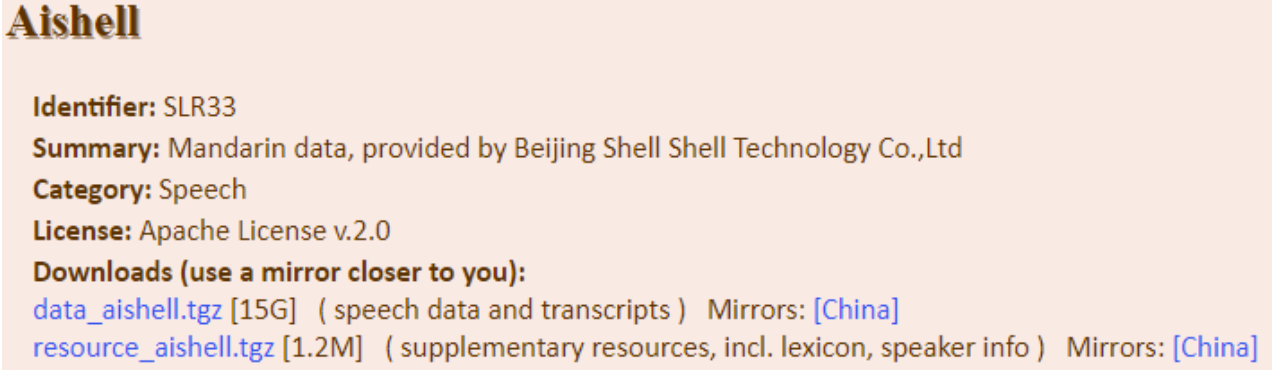 Aishell
Identifier: SLR33
Summary: Mandarin data, provided by Beijing Shell Shell Technology Co.,Ltd
Category: Speech
License: Apache License v.2.0
Downloads (use a mirror closer to you):
data_aishell.tgz [15G] ( speech data and transcripts ) Mirrors: [China]
resource_aishell.tgz [1.2M] ( supplementary resources, incl. lexicon, speaker info ) Mirrors: [China]